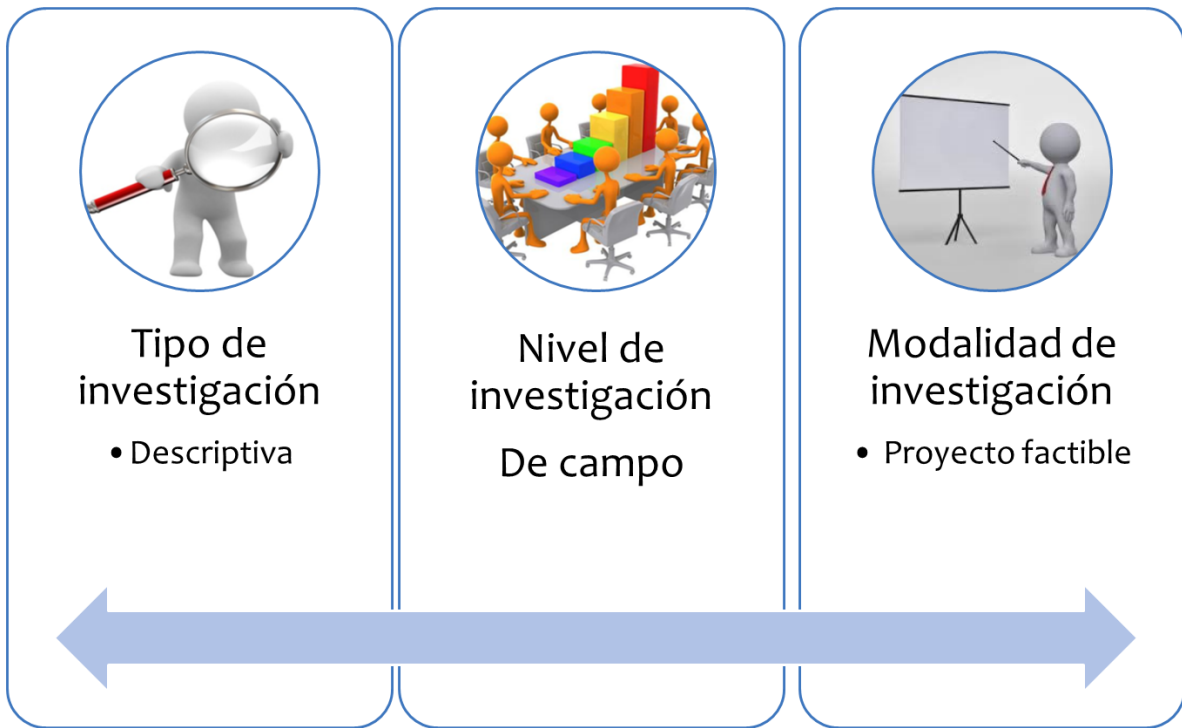 Tipo de
investigación
• Descriptiva
Nivel de
investigación
De campo
Modalidad de
investigación
• Proyecto factible